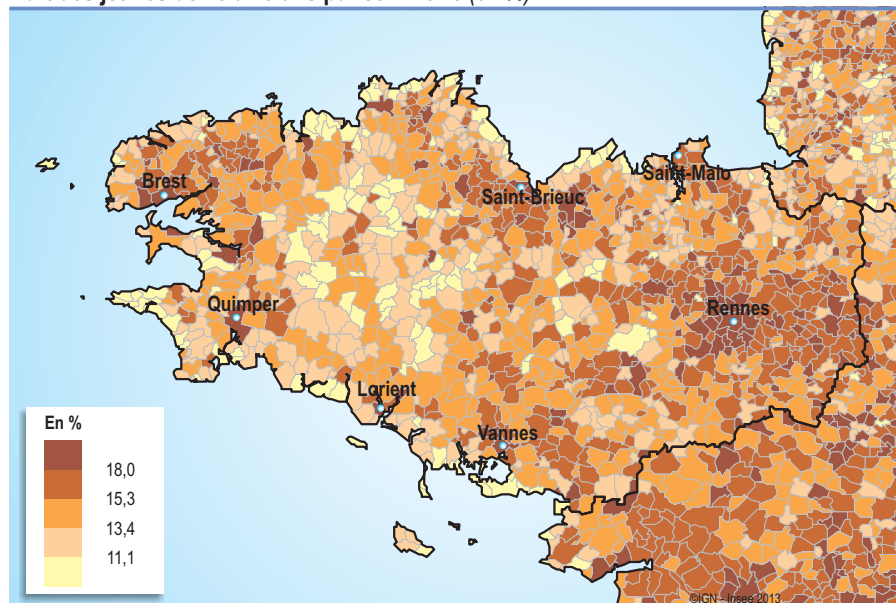 Brest
Saint-Brieuc
Saint-Malo
Quimper
Rennes
Lorient
Vannes
En %
18,0
15,3
13,4
11,1
©IGN - Insee 2013